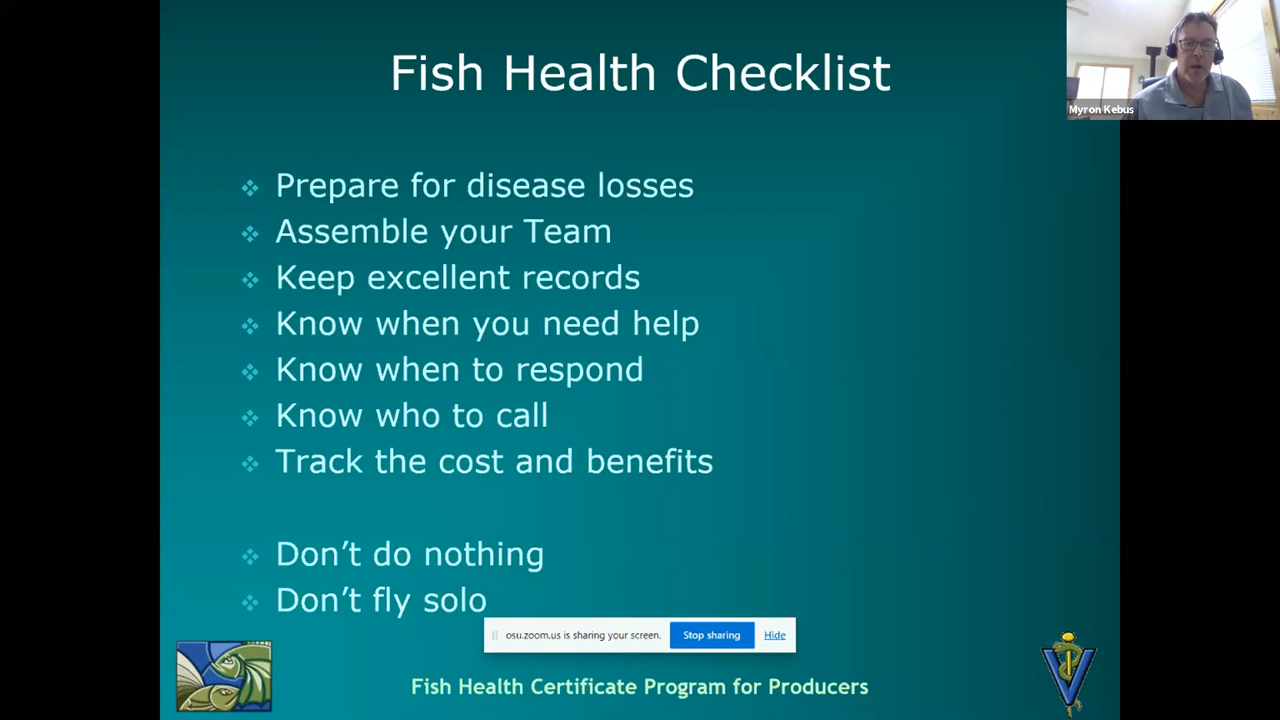 Fish Health Checklist
Myron Kebus
Prepare for disease losses
Assemble your Team
Keep excellent records
Know when you need help
Know when to respond
Know who to call
Track the cost and benefits
Don't do nothing
Don't fly solo
osu.zoom.us is sharing your screen. Stop sharing Hide
Fish Health Certificate Program for Producers
V